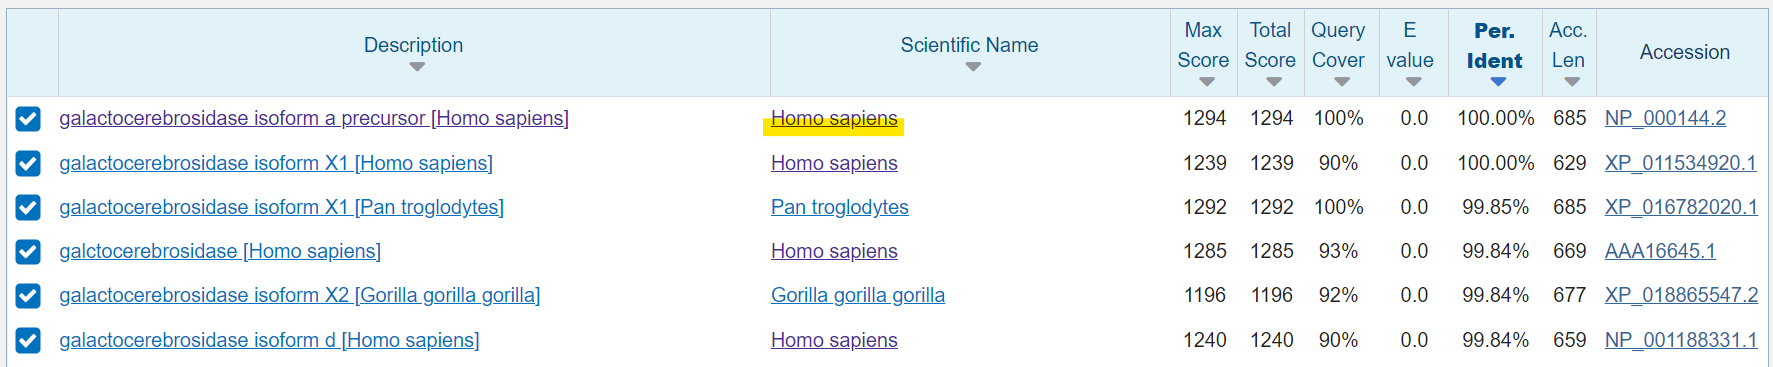 Description Scientific Name Max Score Total Score Query Cover E value Per. Ident Acc. Len Accession
galactocerebrosidase isoform a precursor [Homo sapiens] Homo sapiens 1294 1294 100% 0.0 100.00% 685 NP_000144.2
galactocerebrosidase isoform X1 [Homo sapiens] Homo sapiens 1239 1239 90% 0.0 100.00% 629 XP_011534920.1
galactocerebrosidase isoform X1 [Pan troglodytes] Pan troglodytes 1292 1292 100% 0.0 99.85% 685 XP_016782020.1
galctocerebrosidase [Homo sapiens] Homo sapiens 1285 1285 93% 0.0 99.84% 669 AAA16645.1
galactocerebrosidase isoform X2 [Gorilla gorilla gorilla] Gorilla gorilla gorilla 1196 1196 92% 0.0 99.84% 677 XP_018865547.2
galactocerebrosidase isoform d [Homo sapiens] Homo sapiens 1240 1240 90% 0.0 99.84% 659 NP_001188331.1